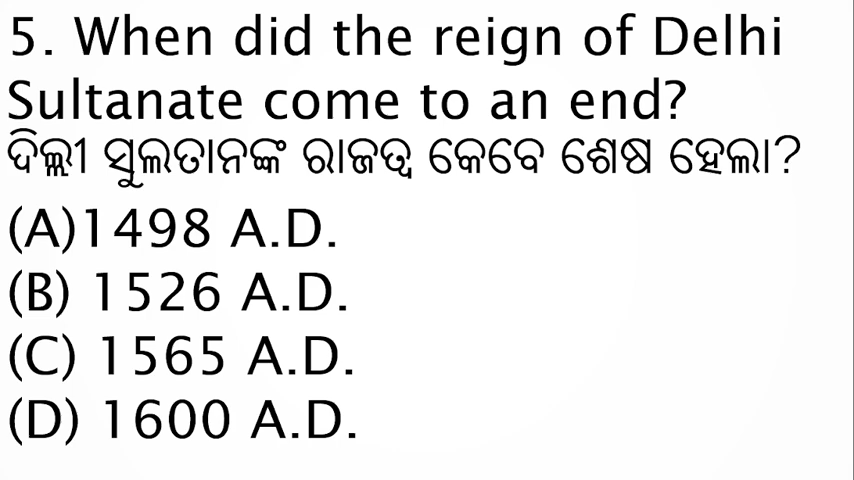 5. When did the reign of Delhi
Sultanate come to an end?
ଦିଲ୍ଲୀ ସୁଲତାନଙ୍କ ରାଜତ୍ୱ କେବେ ଶେଷ ହେଲା?
(A)1498 A.D.
(B) 1526 A.D.
(C) 1565 A.D.
(D) 1600 A.D.